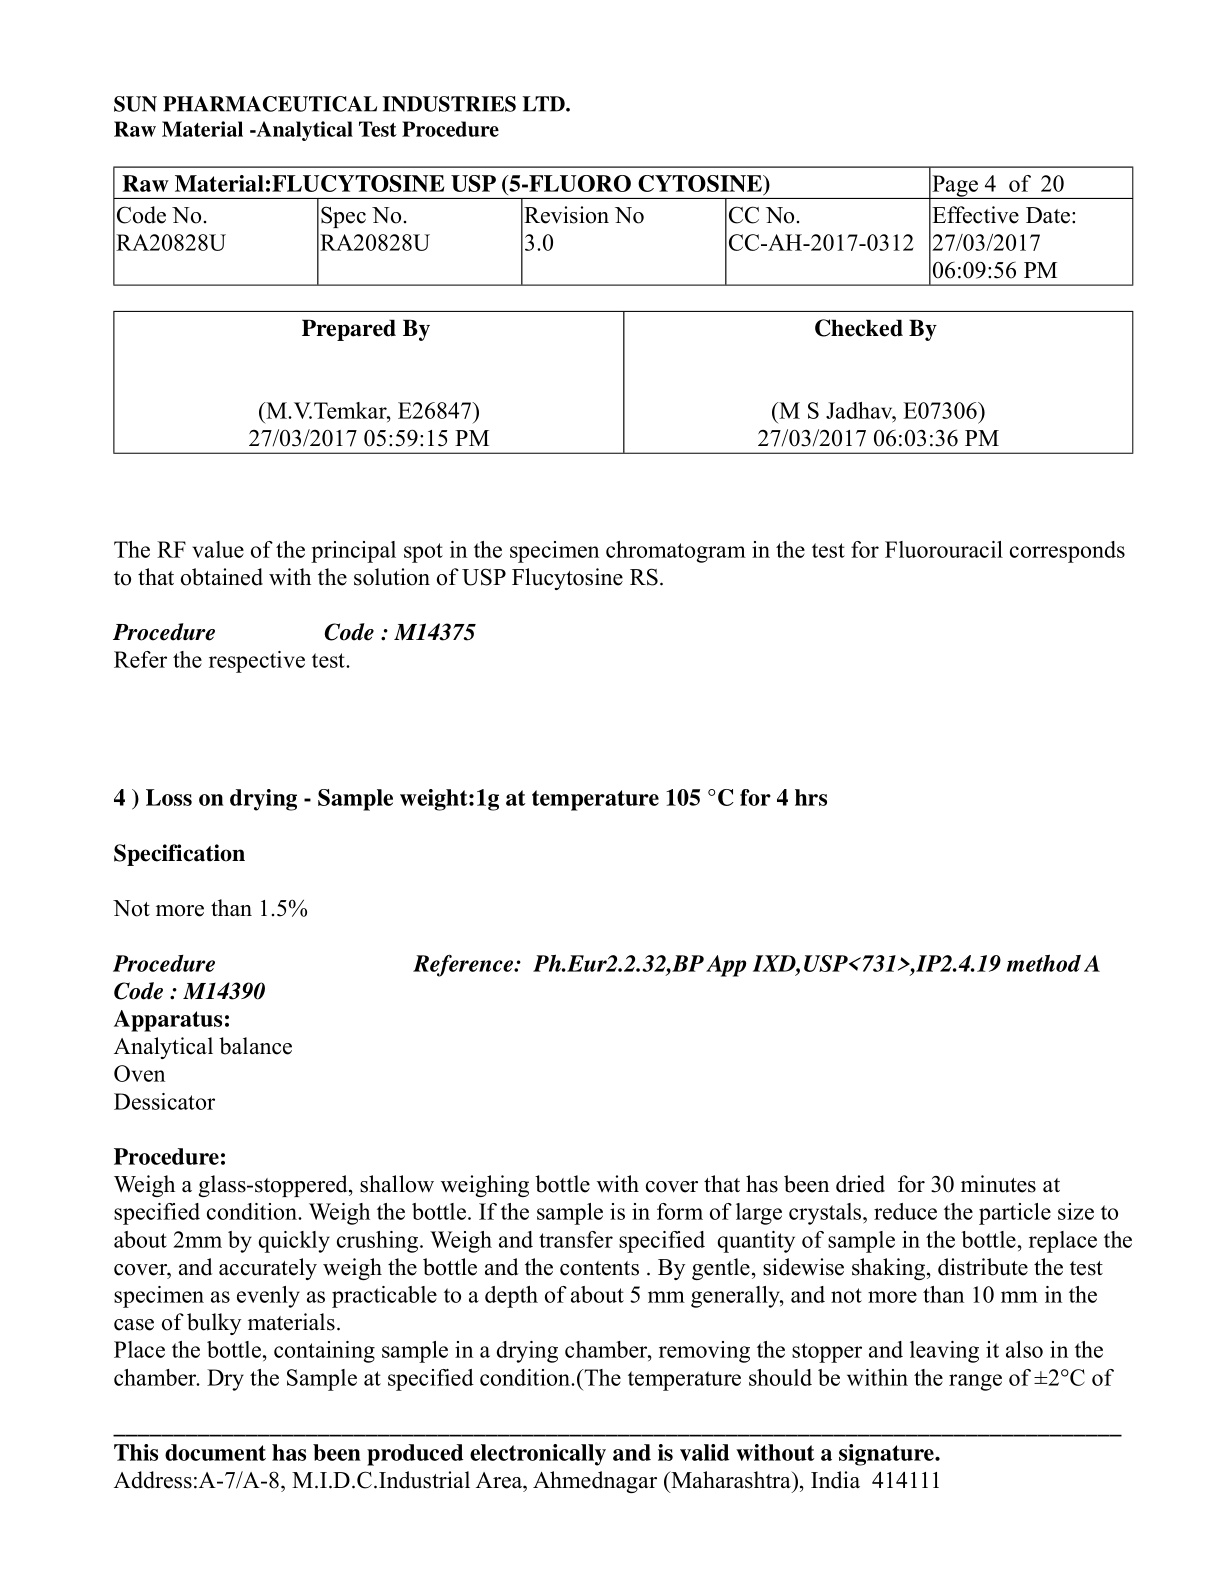 SUN PHARMACEUTICAL INDUSTRIES LTD.
Raw Material -Analytical Test Procedure
Raw Material:FLUCYTOSINE USP (5-FLUORO CYTOSINE) Page 4 of 20
Code No. Spec No. Revision No CC No. Effective Date:
RA20828U RA20828U 3.0 CC-AH-2017-0312 27/03/2017
06:09:56 PM
Prepared By Checked By
(M.V.Temkar, E26847) (M S Jadhav, E07306)
27/03/2017 05:59:15 PM 27/03/2017 06:03:36 PM
The RF value of the principal spot in the specimen chromatogram in the test for Fluorouracil corresponds
to that obtained with the solution of USP Flucytosine RS.
Procedure Code : M14375
Refer the respective test.
4 ) Loss on drying - Sample weight:1g at temperature 105 °C for 4 hrs
Specification
Not more than 1.5%
Procedure Reference: Ph.Eur2.2.32,BP App IXD,USP<731>,IP2.4.19 method A
Code : M14390
Apparatus:
Analytical balance
Oven
Dessicator
Procedure:
Weigh a glass-stoppered, shallow weighing bottle with cover that has been dried for 30 minutes at
specified condition. Weigh the bottle. If the sample is in form of large crystals, reduce the particle size to
about 2mm by quickly crushing. Weigh and transfer specified quantity of sample in the bottle, replace the
cover, and accurately weigh the bottle and the contents . By gentle, sidewise shaking, distribute the test
specimen as evenly as practicable to a depth of about 5 mm generally, and not more than 10 mm in the
case of bulky materials.
Place the bottle, containing sample in a drying chamber, removing the stopper and leaving it also in the
chamber. Dry the Sample at specified condition.(The temperature should be within the range of ±2°C of
This document has been produced electronically and is valid without a signature.
Address:A-7/A-8, M.I.D.C.Industrial Area, Ahmednagar (Maharashtra), India 414111